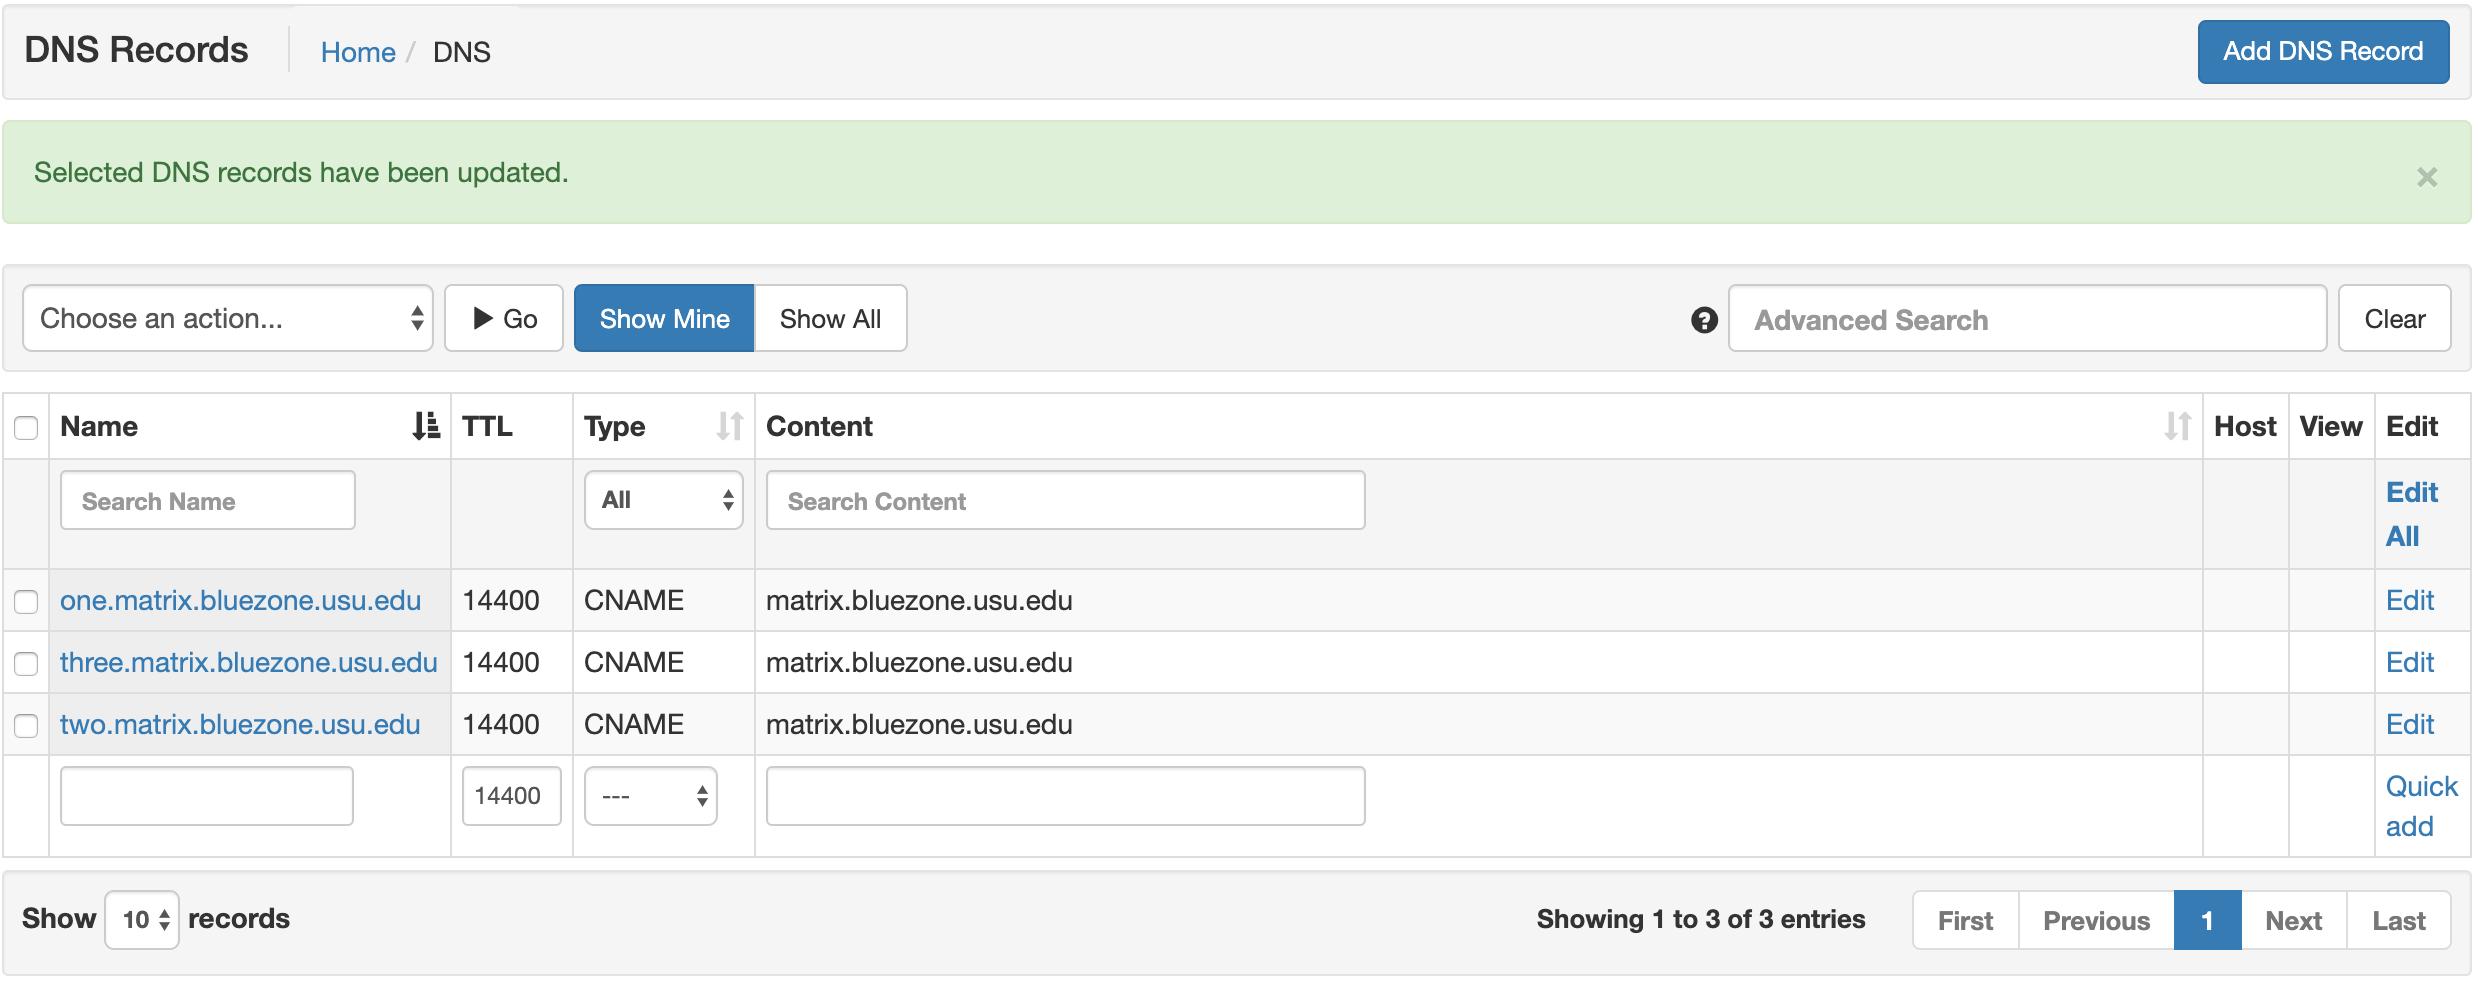 DNS Records Home / DNS Add DNS Record
Selected DNS records have been updated. ×
Choose an action... Go Show Mine Show All ? Advanced Search Clear
Name TTL Type Content Host View Edit
Search Name All Search Content Edit
All
one.matrix.bluezone.usu.edu 14400 CNAME matrix.bluezone.usu.edu Edit
three.matrix.bluezone.usu.edu 14400 CNAME matrix.bluezone.usu.edu Edit
two.matrix.bluezone.usu.edu 14400 CNAME matrix.bluezone.usu.edu Edit
14400 --- Quick
add
Show 10 records Showing 1 to 3 of 3 entries First Previous 1 Next Last